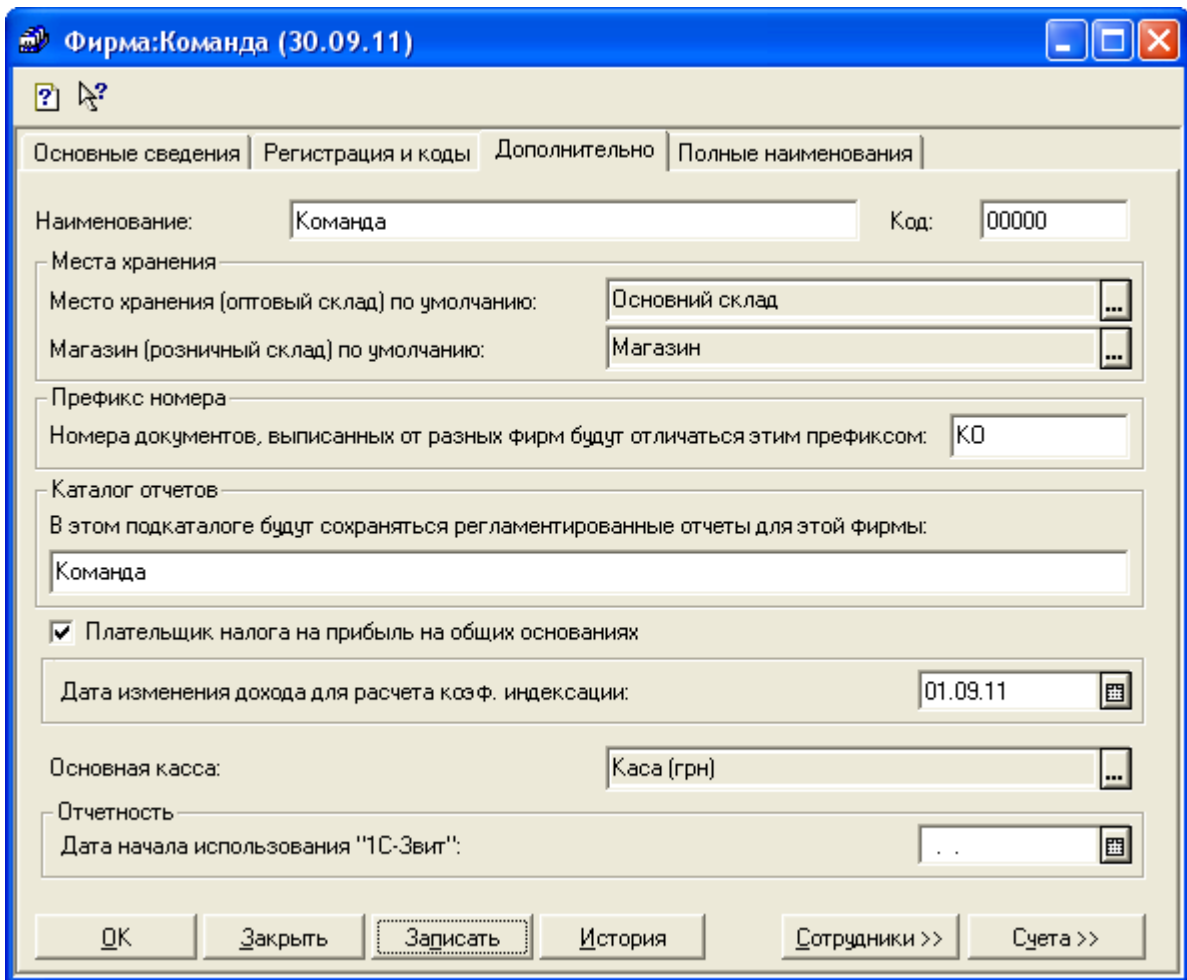 Фирма:Команда (30.09.11)
Основные сведения Регистрация и коды Дополнительно Полные наименования
Наименование: Команда Код: 00000
Места хранения
Место хранения (оптовый склад) по умолчанию: Основний склад ...
Магазин (розничный склад) по умолчанию: Магазин ...
Префикс номера
Номера документов, выписанных от разных фирм будут отличаться этим префиксом: КО
Каталог отчетов
В этом подкаталоге будут сохраняться регламентированные отчеты для этой фирмы:
Команда
Плательщик налога на прибыль на общих основаниях
Дата изменения дохода для расчета коэф. индексации: 01.09.11
Основная касса: Каса (грн) ...
Отчетность
Дата начала использования "1С-Звит": . .
OK Закрыть Записать История Сотрудники >> Счета >>